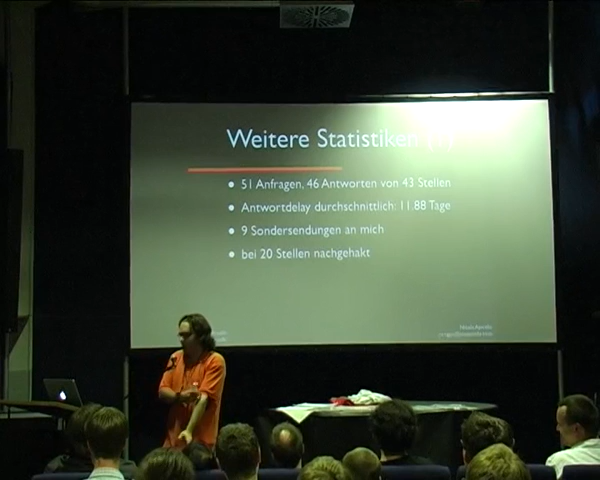 Weitere Statistiken
51 Anfragen, 46 Antworten von 43 Stellen
Antwortdelay durchschnittlich: 11.88 Tage
9 Sondersendungen an mich
bei 20 Stellen nachgehakt